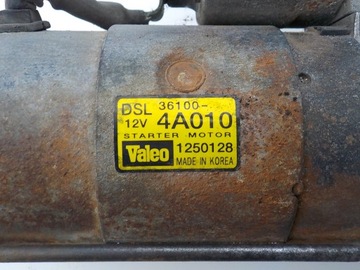 DSL 36100-
12V 4A010
STARTER MOTOR
Valeo 1250128
MADE IN KOREA